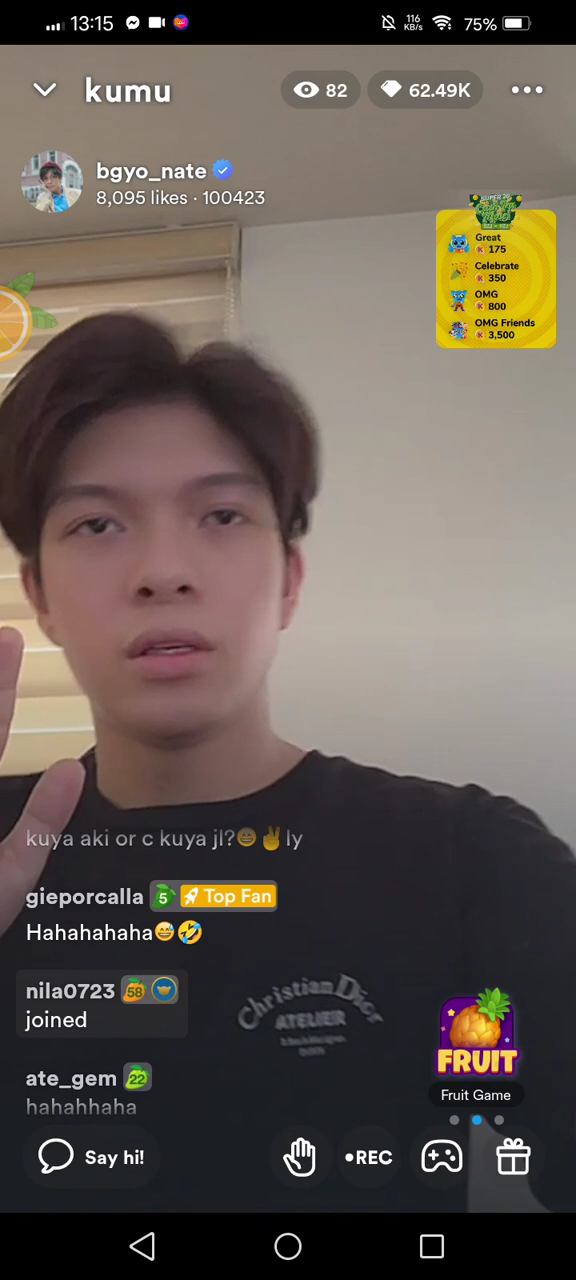 13:15
116
KB/s
75%
kumu
82
62.49K
bgyo_nate
8,095 likes · 100423
SUPER 20
Great
175
Celebrate
350
OMG
800
OMG Friends
3,500
kuya aki or c kuya jl?😄✌️ly
gieporcalla 5 Top Fan
Hahahahaha😅🤣
nila0723 58
joined
Christian Dior
ATELIER
ate_gem 22
hahahhaha
FRUIT
Fruit Game
Say hi!
•REC